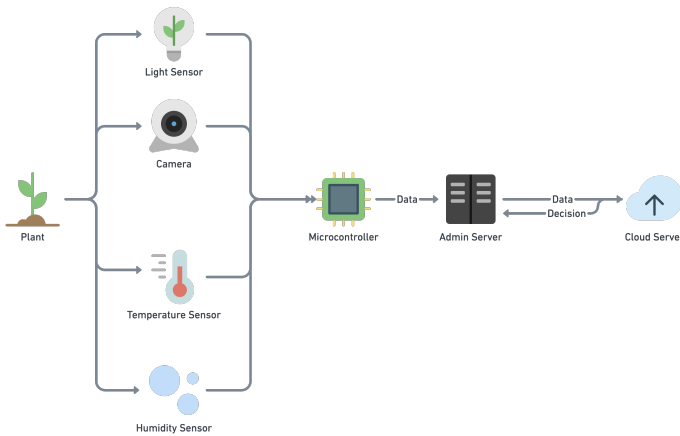 Light Sensor
Camera
Plant
Microcontroller
Data
Admin Server
Data
Decision
Cloud Serve
Temperature Sensor
Humidity Sensor